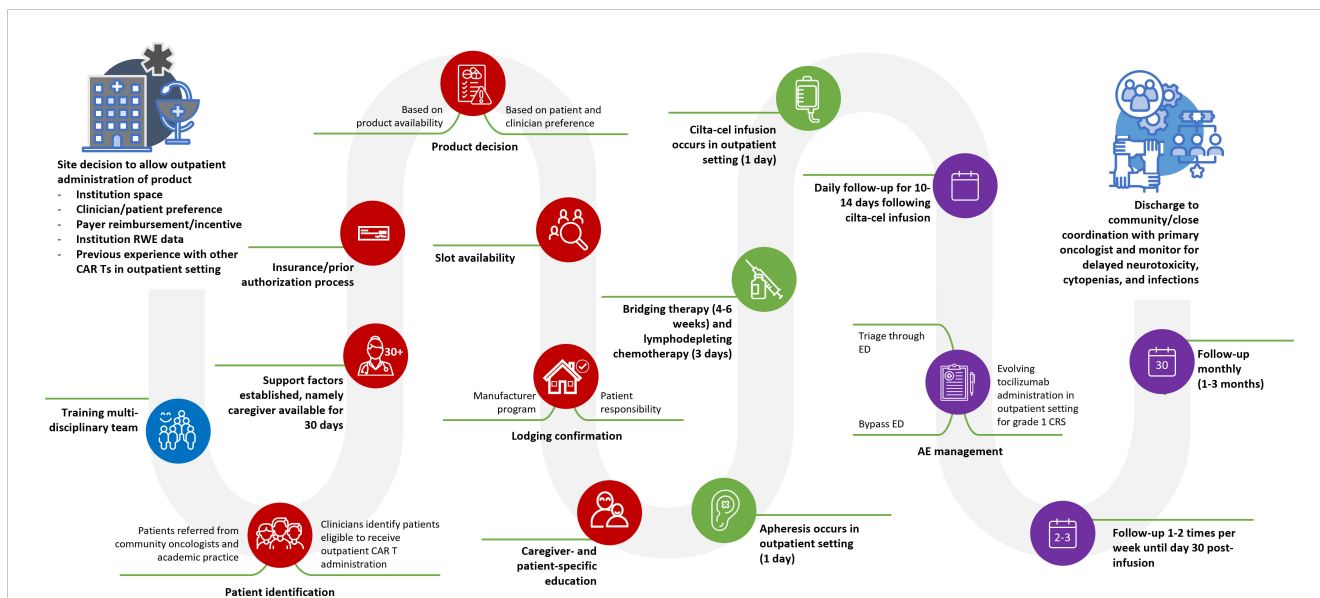 Site decision to allow outpatient
administration of product
- Institution space
- Clinician/patient preference
- Payer reimbursement/incentive
- Institution RWE data
- Previous experience with other
CAR Ts in outpatient setting
Training multi-
disciplinary team
Patients referred from
community oncologists and
academic practice
Clinicians identify patients
eligible to receive
outpatient CAR T
administration
Patient identification
30+
Support factors
established, namely
caregiver available for
30 days
Insurance/prior
authorization process
Based on
product availability
Based on patient and
clinician preference
Product decision
Slot availability
Manufacturer
program
Patient
responsibility
Lodging confirmation
Caregiver- and
patient-specific
education
Apheresis occurs in
outpatient setting
(1 day)
Bridging therapy (4-6
weeks) and
lymphodepleting
chemotherapy (3 days)
Cilta-cel infusion
occurs in outpatient
setting (1 day)
Daily follow-up for 10-
14 days following
cilta-cel infusion
Triage through
ED
Bypass ED
Evolving
tocilizumab
administration in
outpatient setting
for grade 1 CRS
AE management
2-3
Follow-up 1-2 times per
week until day 30 post-
infusion
30
Follow-up
monthly
(1-3 months)
Discharge to
community/close
coordination with primary
oncologist and monitor for
delayed neurotoxicity,
cytopenias, and infections